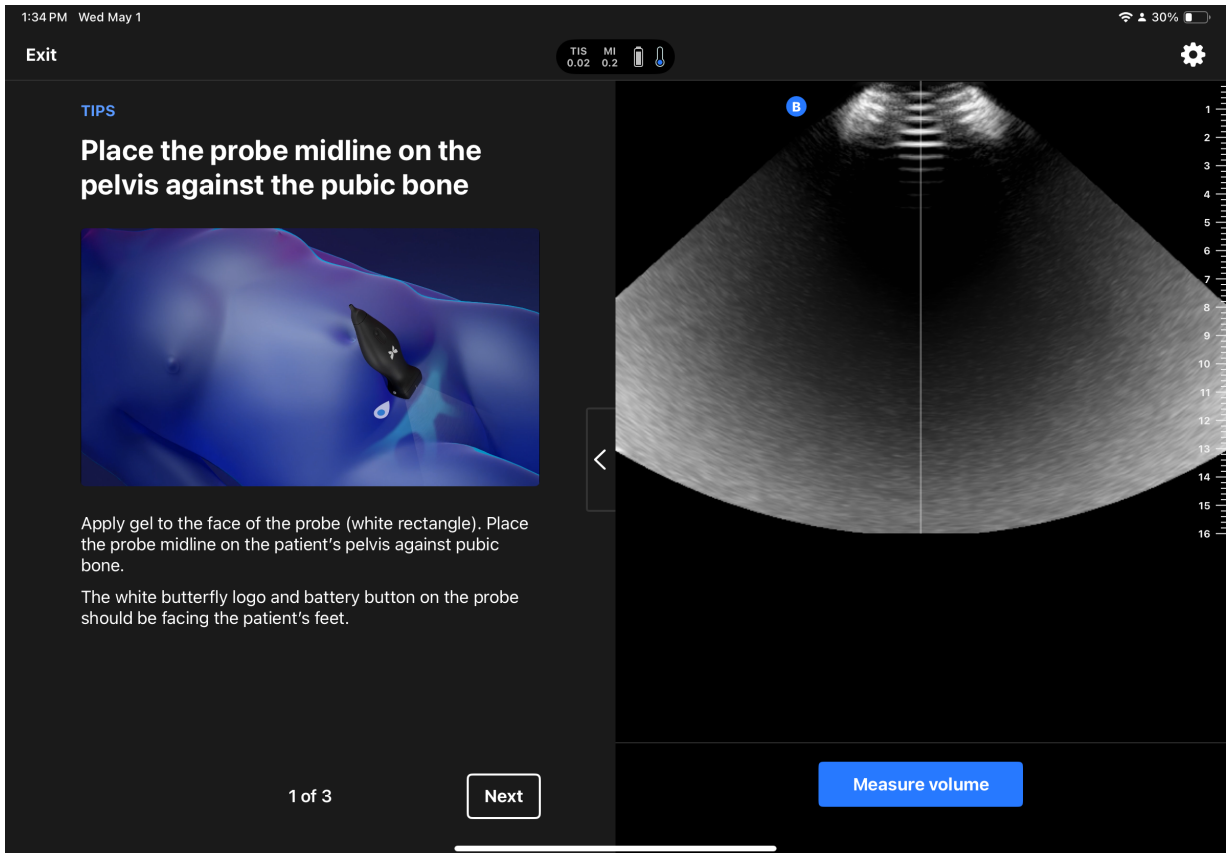 1:34 PM Wed May 1
30%
Exit
TIS MI
0.02 0.2
TIPS
Place the probe midline on the
pelvis against the pubic bone
Apply gel to the face of the probe (white rectangle). Place
the probe midline on the patient’s pelvis against pubic
bone.
The white butterfly logo and battery button on the probe
should be facing the patient’s feet.
1 of 3
Next
B
1
2
3
4
5
6
7
8
9
10
11
12
13
14
15
16
Measure volume